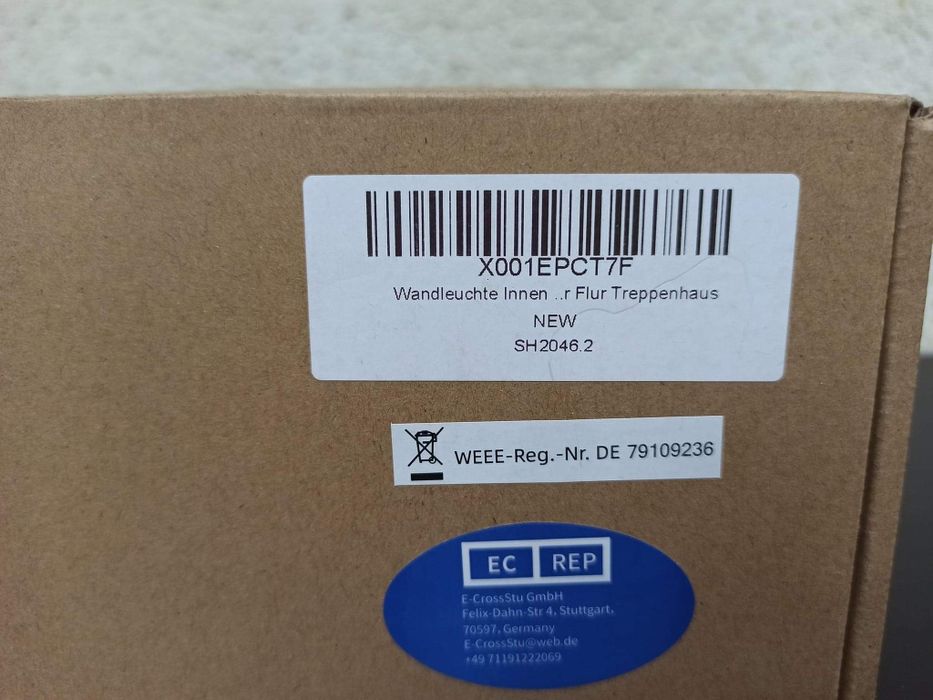 X001EPCT7F
Wandleuchte Innen ..r Flur Treppenhaus
NEW
SH2046.2
WEEE-Reg.-Nr. DE 79109236
EC REP
E-CrossStu GmbH
Felix-Dahn-Str 4, Stuttgart,
70597, Germany
E-CrossStu@web.de
+49 71191222069